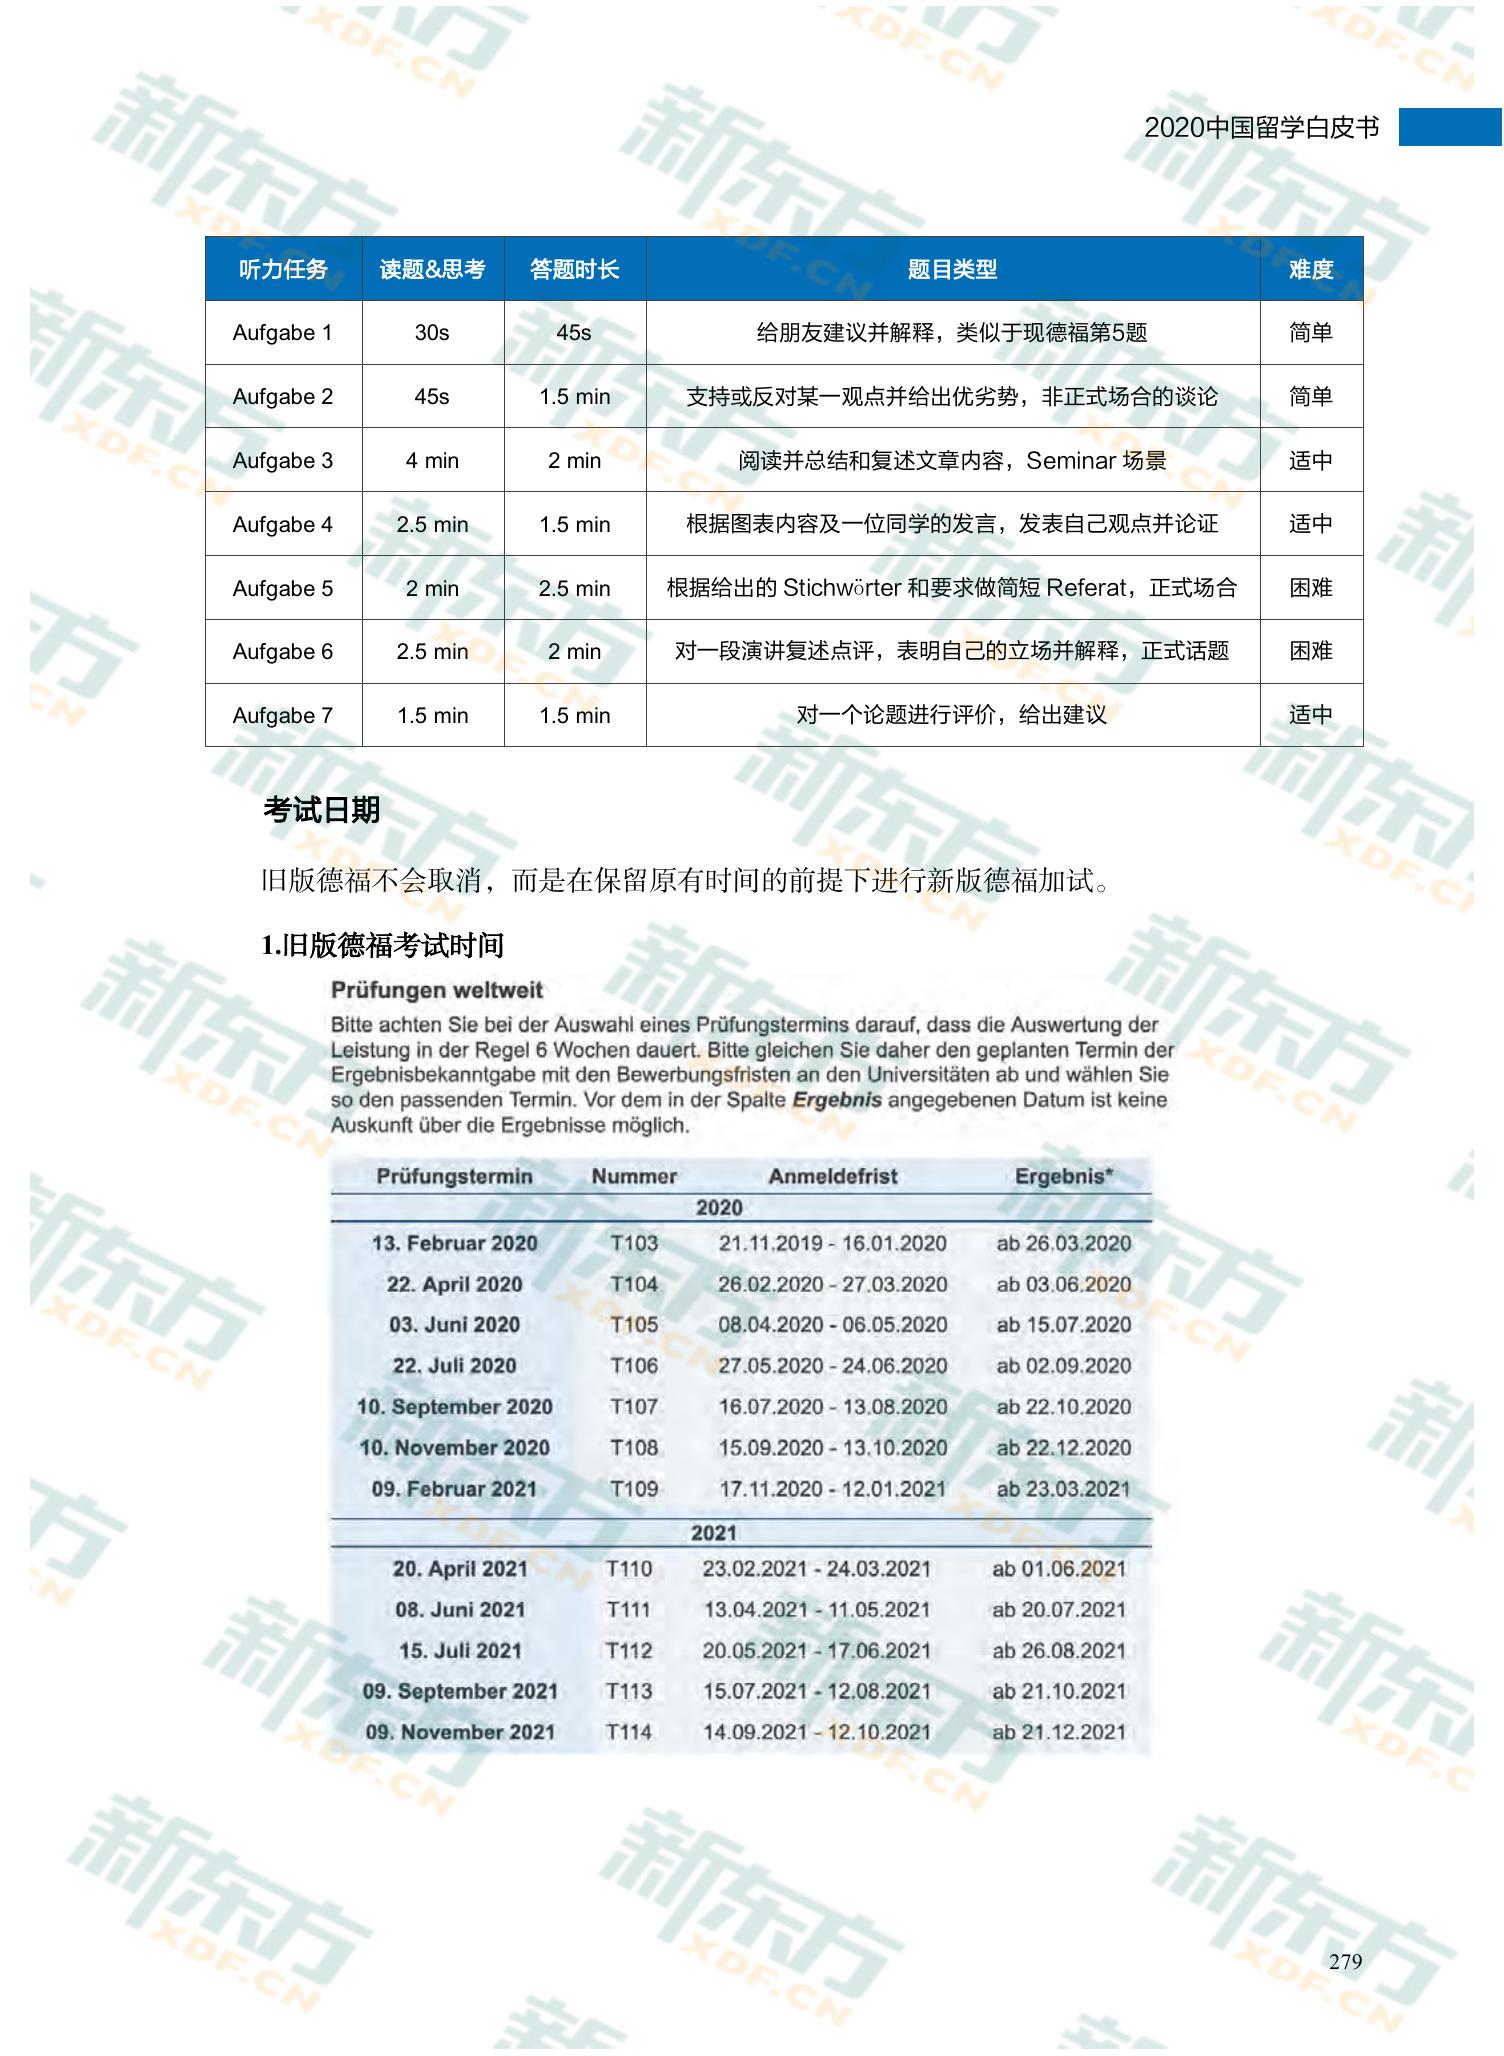 2020中国留学白皮书
听力任务 读题&思考 答题时长 题目类型 难度
Aufgabe 1 30s 45s 给朋友建议并解释，类似于现德福第5题 简单
Aufgabe 2 45s 1.5 min 支持或反对某一观点并给出优劣势，非正式场合的谈论 简单
Aufgabe 3 4 min 2 min 阅读并总结和复述文章内容，Seminar 场景 适中
Aufgabe 4 2.5 min 1.5 min 根据图表内容及一位同学的发言，发表自己观点并论证 适中
Aufgabe 5 2 min 2.5 min 根据给出的 Stichwörter 和要求做简短 Referat，正式场合 困难
Aufgabe 6 2.5 min 2 min 对一段演讲复述点评，表明自己的立场并解释，正式话题 困难
Aufgabe 7 1.5 min 1.5 min 对一个论题进行评价，给出建议 适中
考试日期
旧版德福不会取消，而是在保留原有时间的前提下进行新版德福加试。
1.旧版德福考试时间
Prüfungen weltweit
Bitte achten Sie bei der Auswahl eines Prüfungstermins darauf, dass die Auswertung der
Leistung in der Regel 6 Wochen dauert. Bitte gleichen Sie daher den geplanten Termin der
Ergebnisbekanntgabe mit den Bewerbungsfristen an den Universitäten ab und wählen Sie
so den passenden Termin. Vor dem in der Spalte Ergebnis angegebenen Datum ist keine
Auskunft über die Ergebnisse möglich.
Prüfungstermin Nummer Anmeldefrist Ergebnis*
2020
13. Februar 2020 T103 21.11.2019 - 16.01.2020 ab 26.03.2020
22. April 2020 T104 26.02.2020 - 27.03.2020 ab 03.06.2020
03. Juni 2020 T105 08.04.2020 - 06.05.2020 ab 15.07.2020
22. Juli 2020 T106 27.05.2020 - 24.06.2020 ab 02.09.2020
10. September 2020 T107 16.07.2020 - 13.08.2020 ab 22.10.2020
10. November 2020 T108 15.09.2020 - 13.10.2020 ab 22.12.2020
09. Februar 2021 T109 17.11.2020 - 12.01.2021 ab 23.03.2021
2021
20. April 2021 T110 23.02.2021 - 24.03.2021 ab 01.06.2021
08. Juni 2021 T111 13.04.2021 - 11.05.2021 ab 20.07.2021
15. Juli 2021 T112 20.05.2021 - 17.06.2021 ab 26.08.2021
09. September 2021 T113 15.07.2021 - 12.08.2021 ab 21.10.2021
09. November 2021 T114 14.09.2021 - 12.10.2021 ab 21.12.2021
279
新东方
XDF.CN